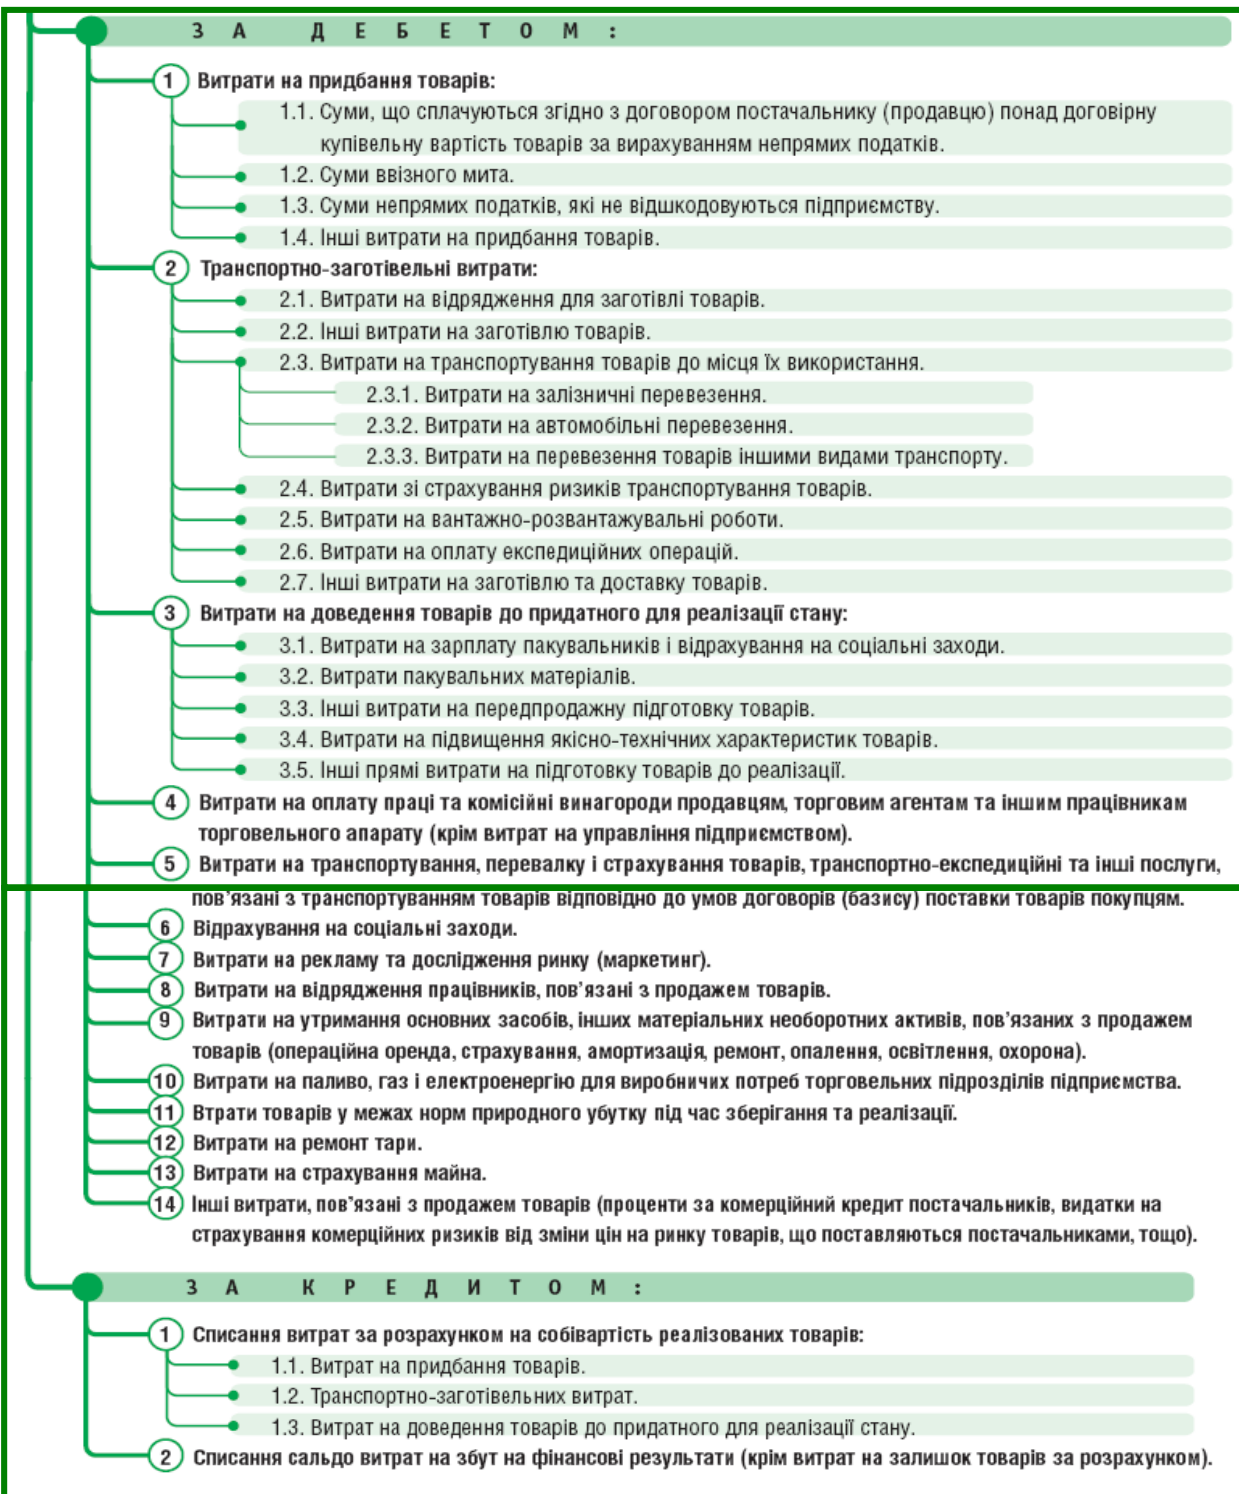 ЗА ДЕБЕТОМ:
1 Витрати на придбання товарів:
1.1. Суми, що сплачуються згідно з договором постачальнику (продавцю) понад договірну
купівельну вартість товарів за вирахуванням непрямих податків.
1.2. Суми ввізного мита.
1.3. Суми непрямих податків, які не відшкодовуються підприємству.
1.4. Інші витрати на придбання товарів.
2 Транспортно-заготівельні витрати:
2.1. Витрати на відрядження для заготівлі товарів.
2.2. Інші витрати на заготівлю товарів.
2.3. Витрати на транспортування товарів до місця їх використання.
2.3.1. Витрати на залізничні перевезення.
2.3.2. Витрати на автомобільні перевезення.
2.3.3. Витрати на перевезення товарів іншими видами транспорту.
2.4. Витрати зі страхування ризиків транспортування товарів.
2.5. Витрати на вантажно-розвантажувальні роботи.
2.6. Витрати на оплату експедиційних операцій.
2.7. Інші витрати на заготівлю та доставку товарів.
3 Витрати на доведення товарів до придатного для реалізації стану:
3.1. Витрати на зарплату пакувальників і відрахування на соціальні заходи.
3.2. Витрати пакувальних матеріалів.
3.3. Інші витрати на передпродажну підготовку товарів.
3.4. Витрати на підвищення якісно-технічних характеристик товарів.
3.5. Інші прямі витрати на підготовку товарів до реалізації.
4 Витрати на оплату праці та комісійні винагороди продавцям, торговим агентам та іншим працівникам
торговельного апарату (крім витрат на управління підприємством).
5 Витрати на транспортування, перевалку і страхування товарів, транспортно-експедиційні та інші послуги,
пов’язані з транспортуванням товарів відповідно до умов договорів (базису) поставки товарів покупцям.
6 Відрахування на соціальні заходи.
7 Витрати на рекламу та дослідження ринку (маркетинг).
8 Витрати на відрядження працівників, пов’язані з продажем товарів.
9 Витрати на утримання основних засобів, інших матеріальних необоротних активів, пов’язаних з продажем
товарів (операційна оренда, страхування, амортизація, ремонт, опалення, освітлення, охорона).
10 Витрати на паливо, газ і електроенергію для виробничих потреб торговельних підрозділів підприємства.
11 Втрати товарів у межах норм природного убутку під час зберігання та реалізації.
12 Витрати на ремонт тари.
13 Витрати на страхування майна.
14 Інші витрати, пов’язані з продажем товарів (проценти за комерційний кредит постачальників, видатки на
страхування комерційних ризиків від зміни цін на ринку товарів, що поставляються постачальниками, тощо).
ЗА КРЕДИТОМ:
1 Списання витрат за розрахунком на собівартість реалізованих товарів:
1.1. Витрат на придбання товарів.
1.2. Транспортно-заготівельних витрат.
1.3. Витрат на доведення товарів до придатного для реалізації стану.
2 Списання сальдо витрат на збут на фінансові результати (крім витрат на залишок товарів за розрахунком).